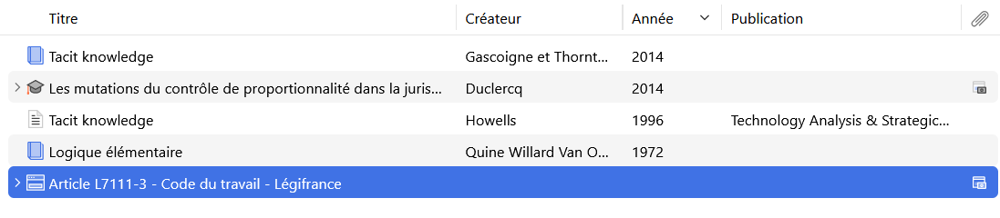 Titre Créateur Année Publication
Tacit knowledge Gascoigne et Thornt... 2014
Les mutations du contrôle de proportionnalité dans la juris... Duclercq 2014
Tacit knowledge Howells 1996 Technology Analysis & Strategic...
Logique élémentaire Quine Willard Van O... 1972
Article L7111-3 - Code du travail - Légifrance